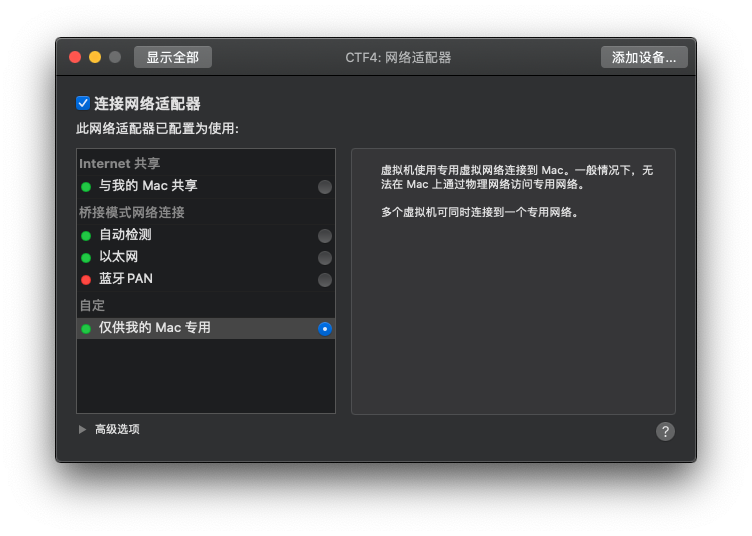 显示全部
CTF4: 网络适配器
添加设备...
连接网络适配器
此网络适配器已配置为使用:
Internet 共享
与我的 Mac 共享
桥接模式网络连接
自动检测
以太网
蓝牙 PAN
自定
仅供我的 Mac 专用
虚拟机使用专用虚拟网络连接到 Mac。一般情况下，无
法在 Mac 上通过物理网络访问专用网络。
多个虚拟机可同时连接到一个专用网络。
高级选项
?